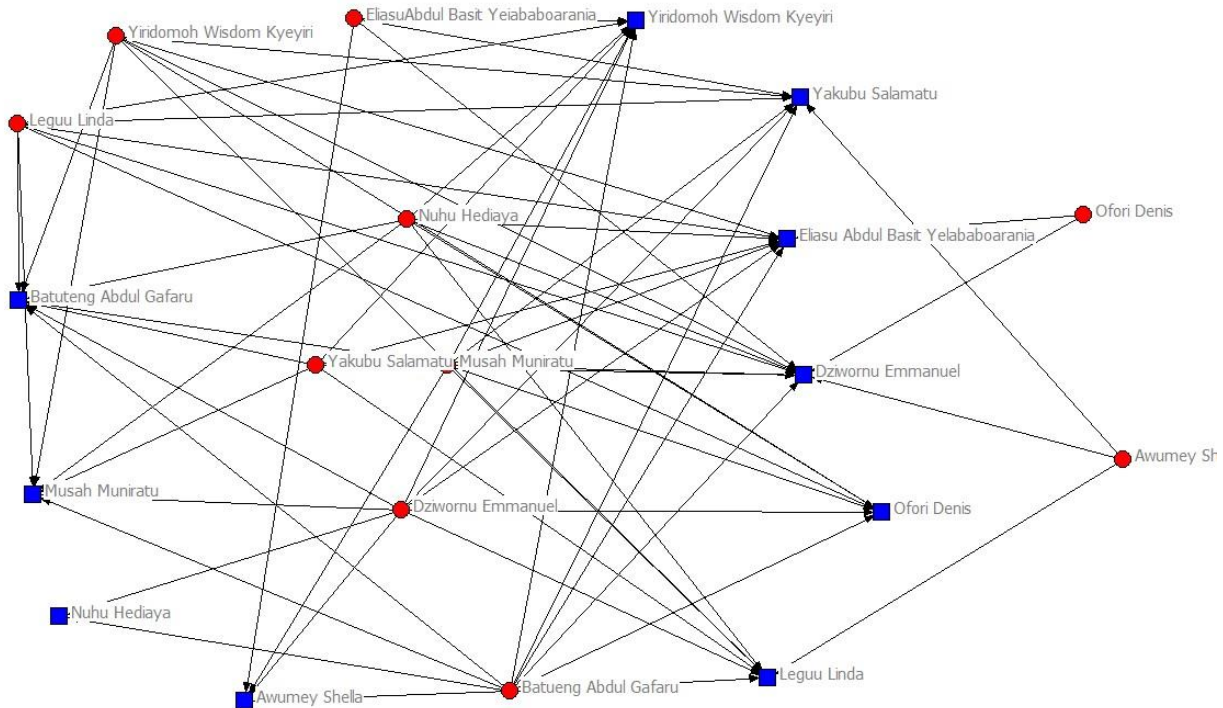 EliasuAbdul Basit Yeiababoarania
Yiridomoh Wisdom Kyeyiri
Yiridomoh Wisdom Kyeyiri
Yakubu Salamatu
Leguu Linda
Nuhu Hediaya
Ofori Denis
Eliasu Abdul Basit Yelababoarania
Batuteng Abdul Gafaru
Yakubu Salamatu
Musah Muniratu
Dziwornu Emmanuel
Awumey She
Musah Muniratu
Dziwornu Emmanuel
Ofori Denis
Nuhu Hediaya
Leguu Linda
Batueng Abdul Gafaru
Awumey Shella